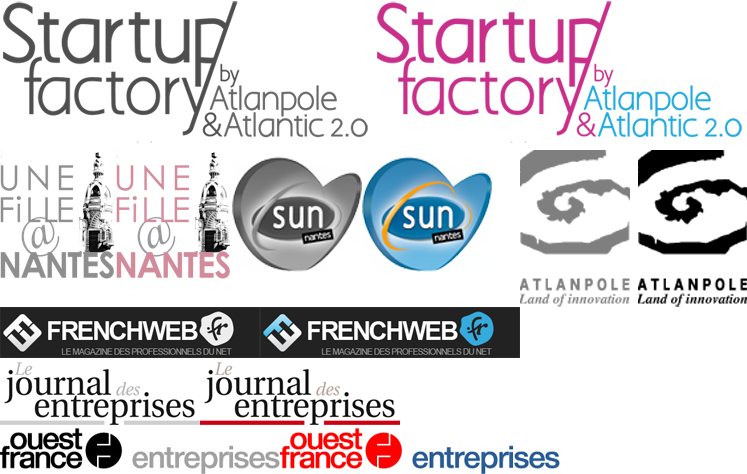 Startup
factory
by
Atlanpole
& Atlantic 2.0
Startup
factory
by
Atlanpole
& Atlantic 2.0
UNE
FiLLE
@
NANTES
UNE
FiLLE
@
NANTES
sun
nantes
sun
nantes
ATLANPOLE
Land of innovation
ATLANPOLE
Land of innovation
FRENCHWEB .fr
LE MAGAZINE DES PROFESSIONNELS DU NET
FRENCHWEB .fr
LE MAGAZINE DES PROFESSIONNELS DU NET
Le
journal des
entreprises
Le
journal des
entreprises
ouest
france entreprises
ouest
france entreprises